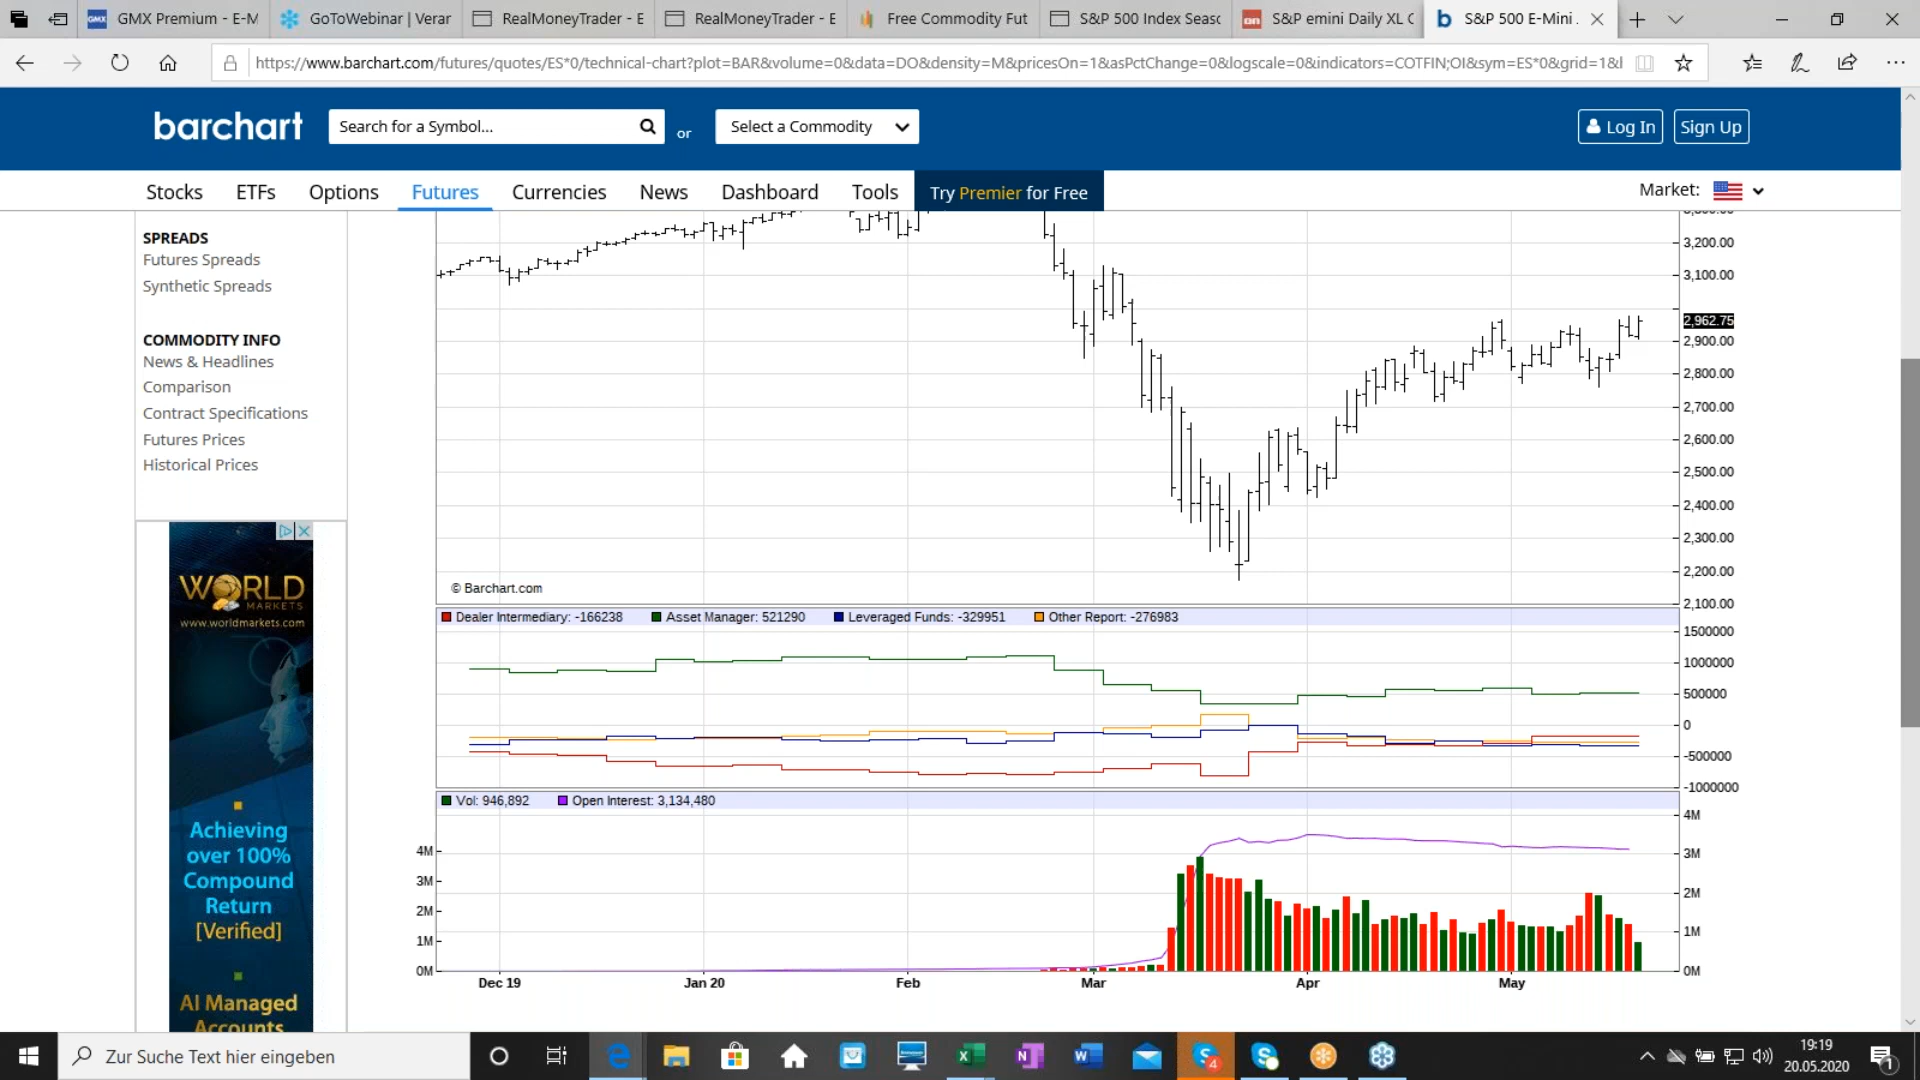 GMX Premium - E-M
GoToWebinar | Verar
RealMoneyTrader - E
RealMoneyTrader - E
Free Commodity Fut
S&P 500 Index Seaso
S&P emini Daily XL C
S&P 500 E-Mini
https://www.barchart.com/futures/quotes/ES*0/technical-chart?plot=BAR&volume=0&data=DO&density=M&pricesOn=1&asPctChange=0&logscale=0&indicators=COTFIN;OI&sym=ES*0&grid=1&l
barchart
Search for a Symbol...
or
Select a Commodity
Log In
Sign Up
Stocks ETFs Options Futures Currencies News Dashboard Tools Try Premier for Free
Market:
SPREADS
Futures Spreads
Synthetic Spreads
COMMODITY INFO
News & Headlines
Comparison
Contract Specifications
Futures Prices
Historical Prices
WORLD
MARKETS
www.worldmarkets.com
Achieving
over 100%
Compound
Return
[Verified]
AI Managed
Accounts
3,200.00
3,100.00
2,962.75
2,900.00
2,800.00
2,700.00
2,600.00
2,500.00
2,400.00
2,300.00
2,200.00
2,100.00
© Barchart.com
Dealer Intermediary: -166238 Asset Manager: 521290 Leveraged Funds: -329951 Other Report: -276983
1500000
1000000
500000
0
-500000
-1000000
Vol: 946,892 Open Interest: 3,134,480
4M
3M
2M
1M
0M
4M
3M
2M
1M
0M
Dec 19 Jan 20 Feb Mar Apr May
Zur Suche Text hier eingeben
4
19:19
20.05.2020
1